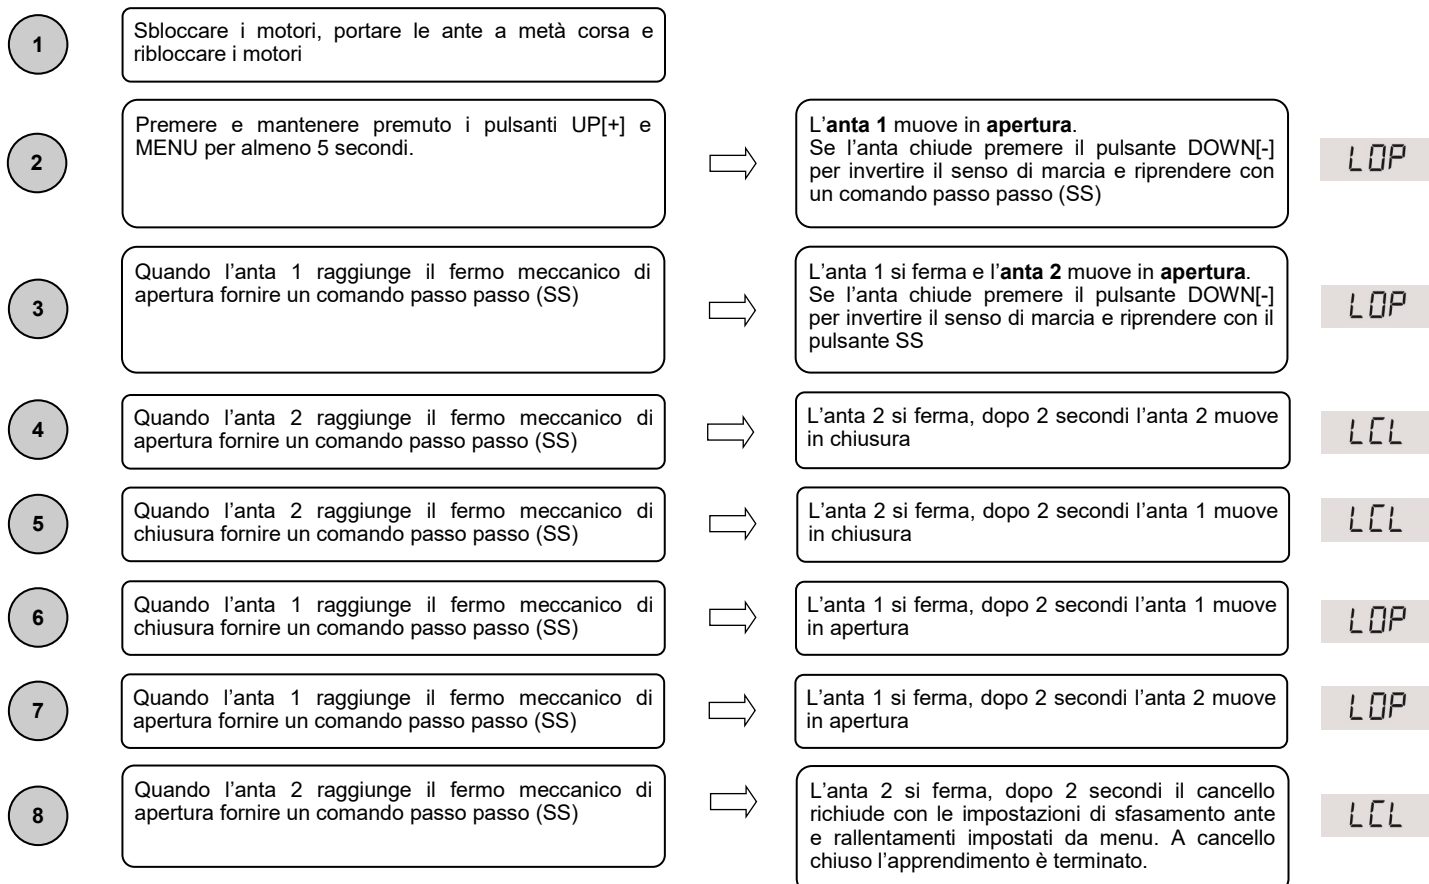 1
Sbloccare i motori, portare le ante a metà corsa e
ribloccare i motori
2
Premere e mantenere premuto i pulsanti UP[+] e
MENU per almeno 5 secondi.
L'anta 1 muove in apertura.
Se l'anta chiude premere il pulsante DOWN[-]
per invertire il senso di marcia e riprendere con
un comando passo passo (SS)
LOP
3
Quando l'anta 1 raggiunge il fermo meccanico di
apertura fornire un comando passo passo (SS)
L'anta 1 si ferma e l'anta 2 muove in apertura.
Se l'anta chiude premere il pulsante DOWN[-]
per invertire il senso di marcia e riprendere con il
pulsante SS
LOP
4
Quando l'anta 2 raggiunge il fermo meccanico di
apertura fornire un comando passo passo (SS)
L'anta 2 si ferma, dopo 2 secondi l'anta 2 muove
in chiusura
LCL
5
Quando l'anta 2 raggiunge il fermo meccanico di
chiusura fornire un comando passo passo (SS)
L'anta 2 si ferma, dopo 2 secondi l'anta 1 muove
in chiusura
LCL
6
Quando l'anta 1 raggiunge il fermo meccanico di
chiusura fornire un comando passo passo (SS)
L'anta 1 si ferma, dopo 2 secondi l'anta 1 muove
in apertura
LOP
7
Quando l'anta 1 raggiunge il fermo meccanico di
apertura fornire un comando passo passo (SS)
L'anta 1 si ferma, dopo 2 secondi l'anta 2 muove
in apertura
LOP
8
Quando l'anta 2 raggiunge il fermo meccanico di
apertura fornire un comando passo passo (SS)
L'anta 2 si ferma, dopo 2 secondi il cancello
richiude con le impostazioni di sfasamento ante
e rallentamenti impostati da menu. A cancello
chiuso l'apprendimento è terminato.
LCL